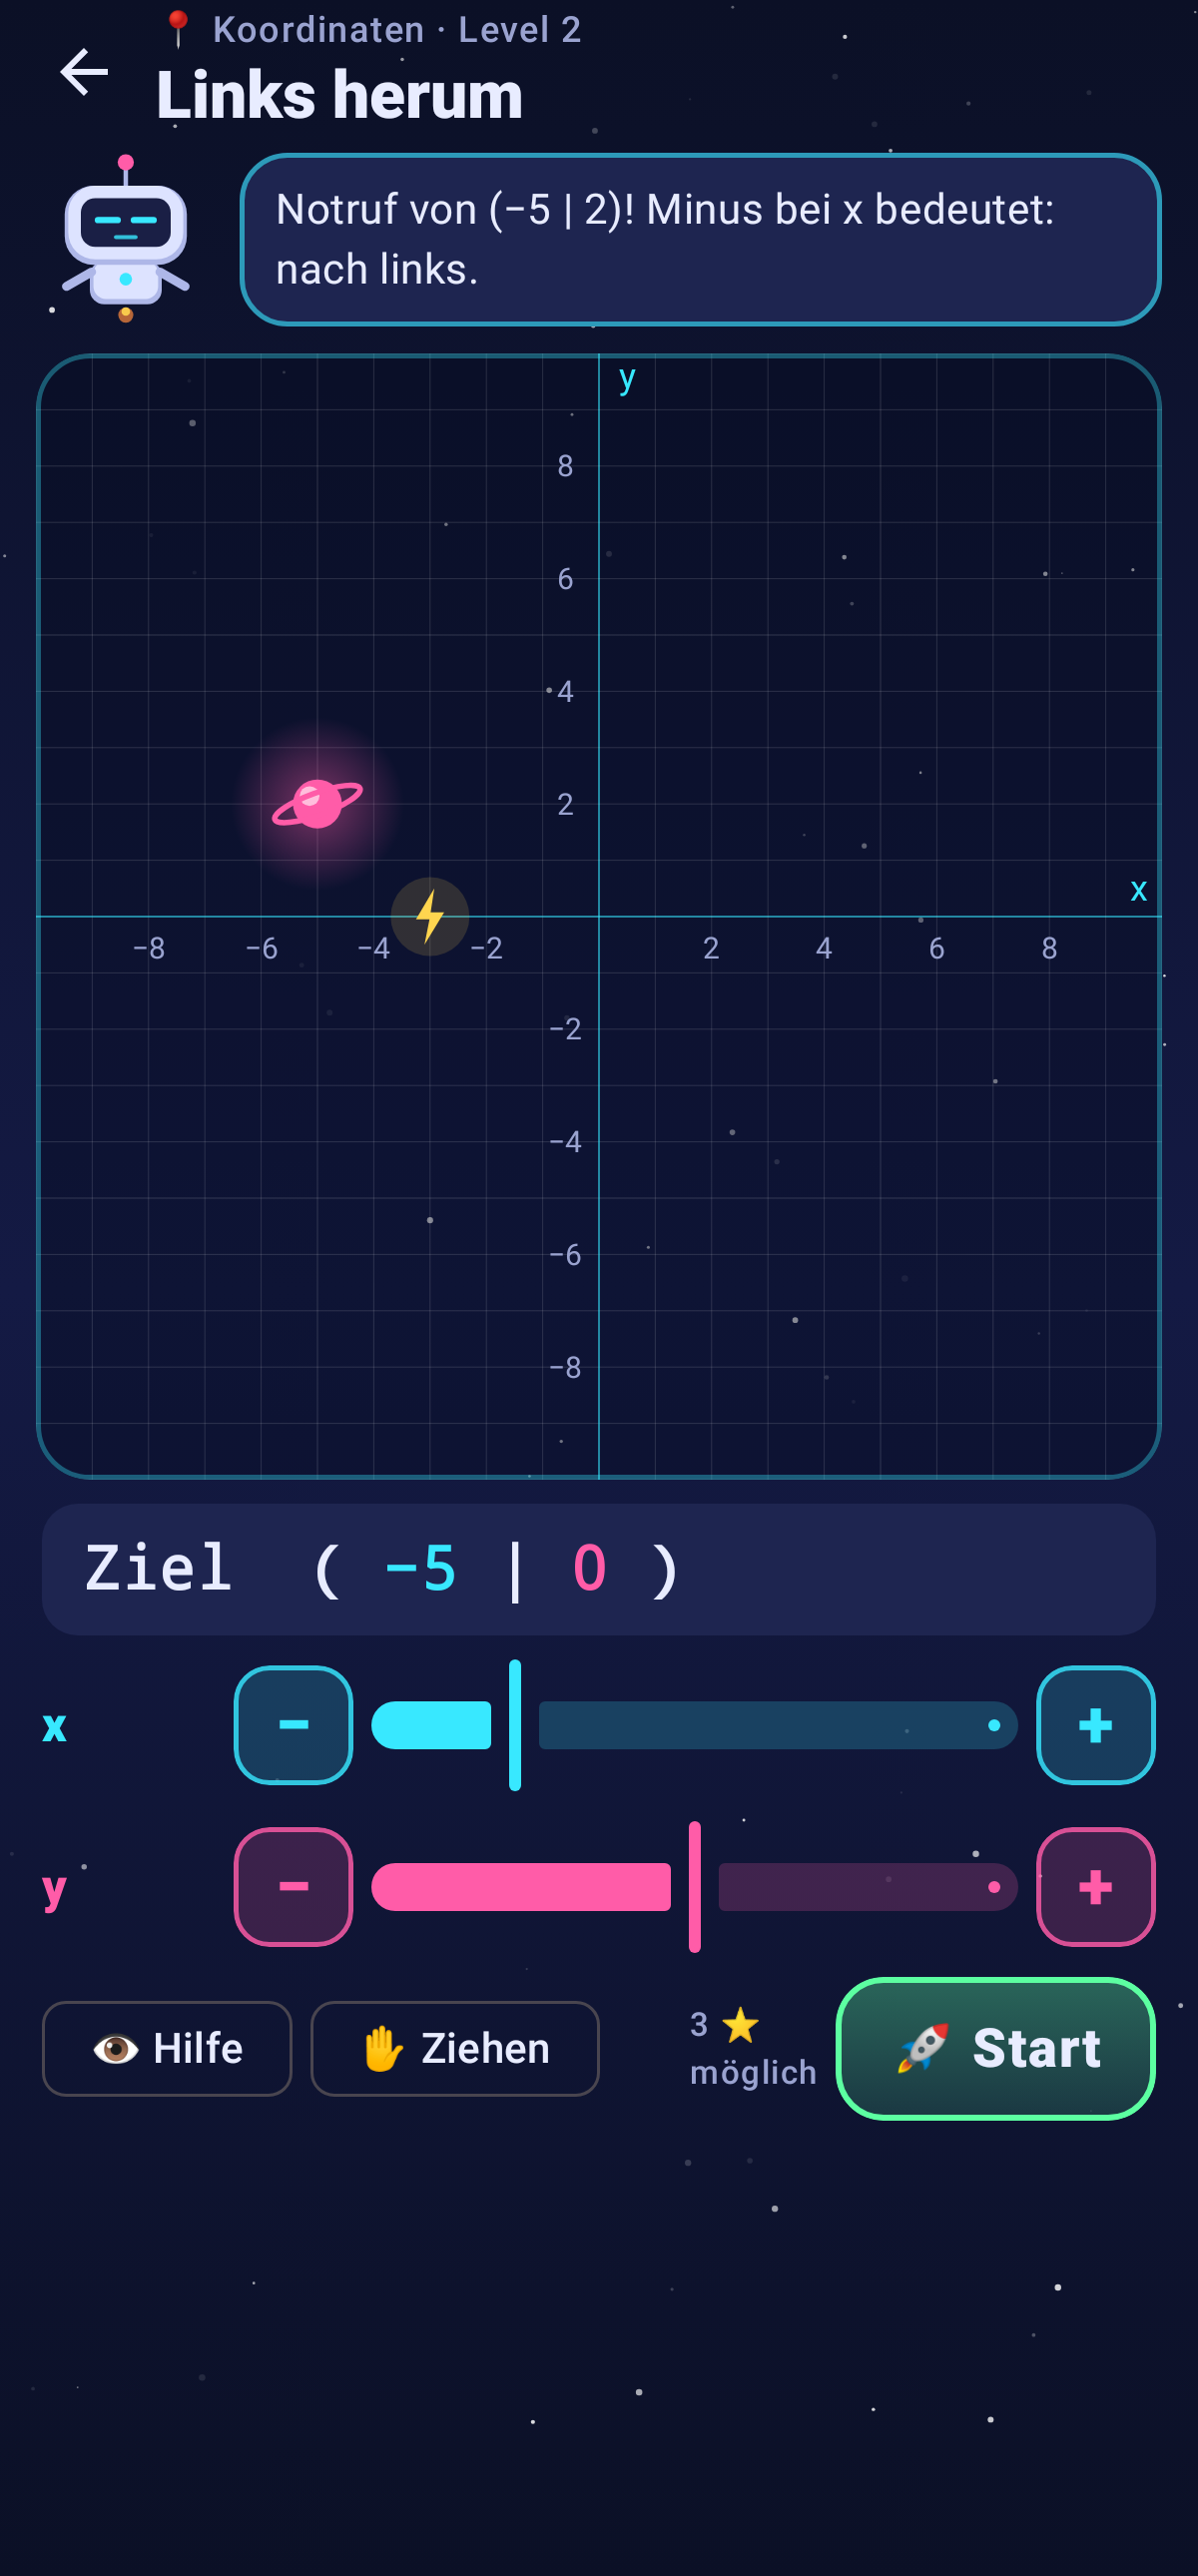 Koordinaten · Level 2
Links herum
Notruf von (−5 | 2)! Minus bei x bedeutet:
nach links.
y
8
6
4
2
x
−8 −6 −4 −2 2 4 6 8
−2
−4
−6
−8
Ziel ( −5 | 0 )
x − +
y − +
Hilfe
Ziehen
3 ⭐
möglich
Start